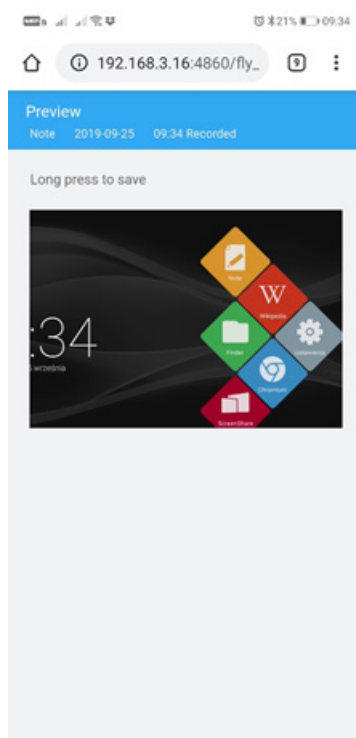 21% 09:34
192.168.3.16:4860/fly_ 9
Preview
Note 2019-09-25 09:34 Recorded
Long press to save
Note
W
Wikipedia
:34
Finder
Ustawienia
września
Chromium
ScreenShare